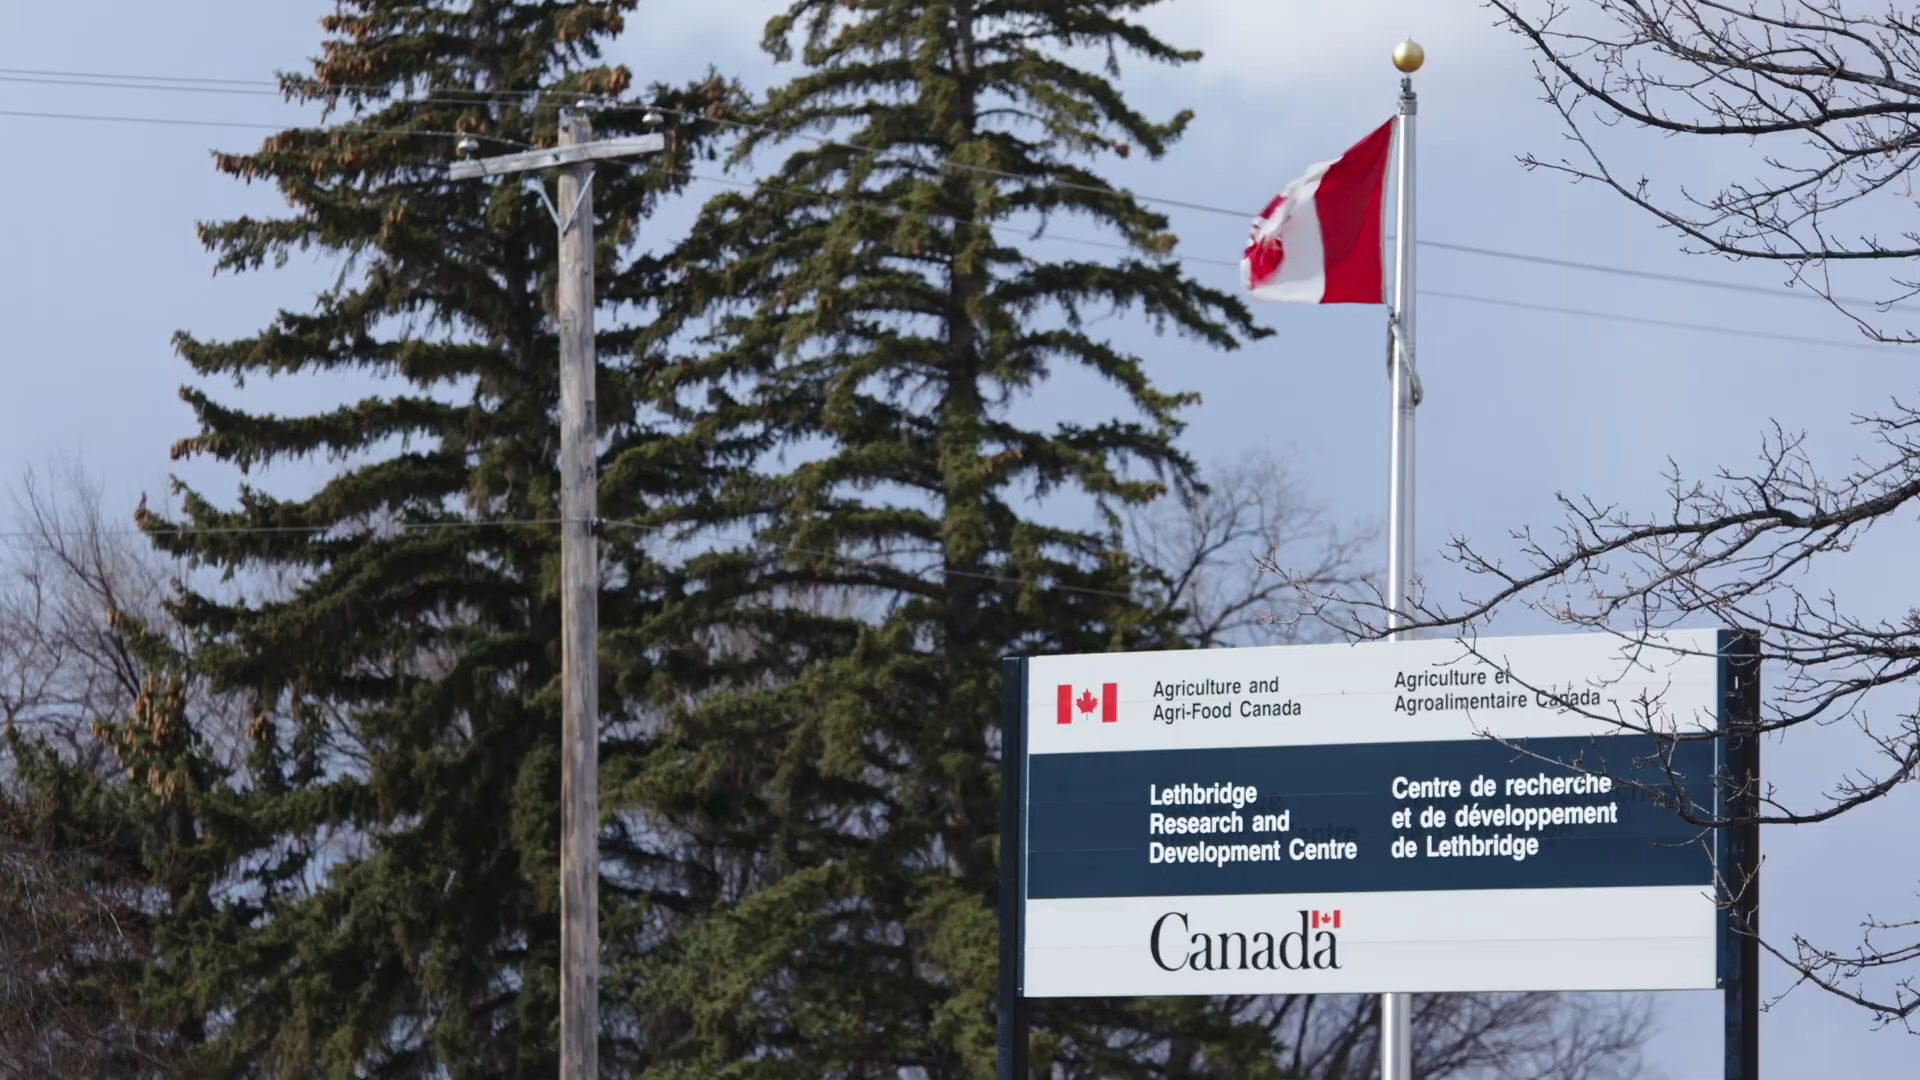 Agriculture and
Agri-Food Canada
Agriculture et
Agroalimentaire Canada
Lethbridge
Research and
Development Centre
Centre de recherche
et de développement
de Lethbridge
Canada